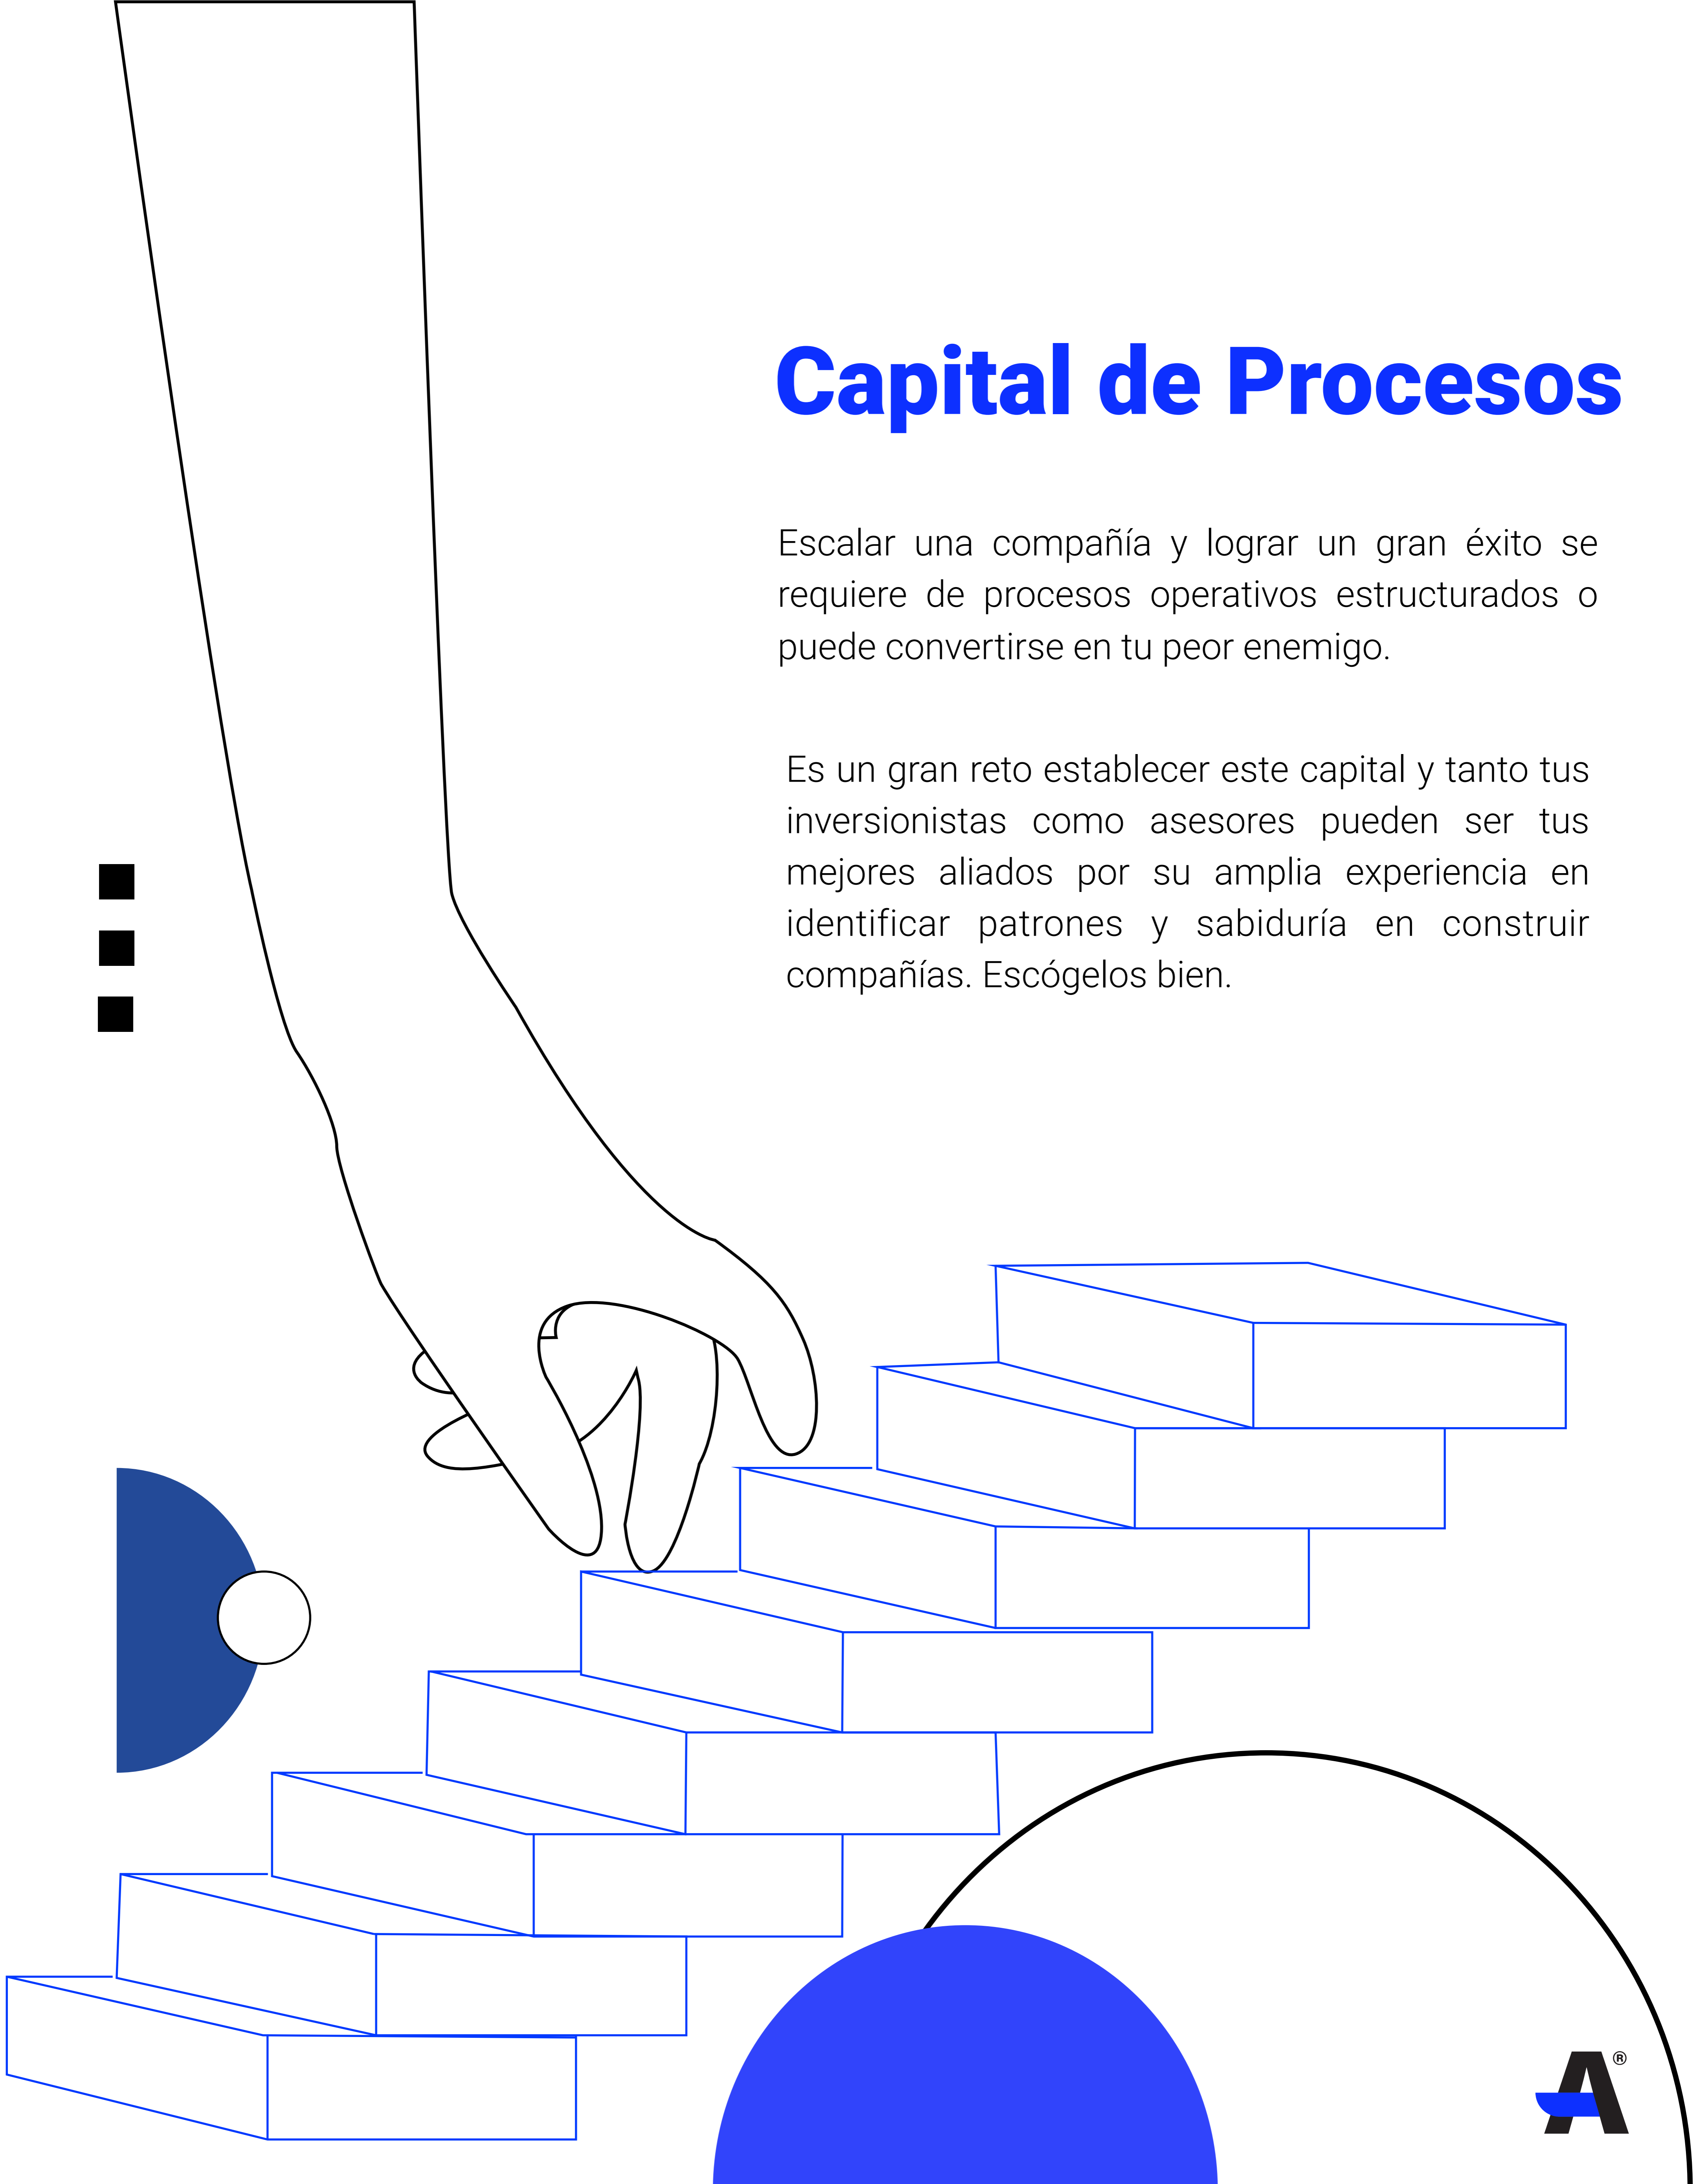 Capital de Procesos
Escalar una compañía y lograr un gran éxito se
requiere de procesos operativos estructurados o
puede convertirse en tu peor enemigo.
Es un gran reto establecer este capital y tanto tus
inversionistas como asesores pueden ser tus
mejores aliados por su amplia experiencia en
identificar patrones y sabiduría en construir
compañías. Escógelos bien.
A®